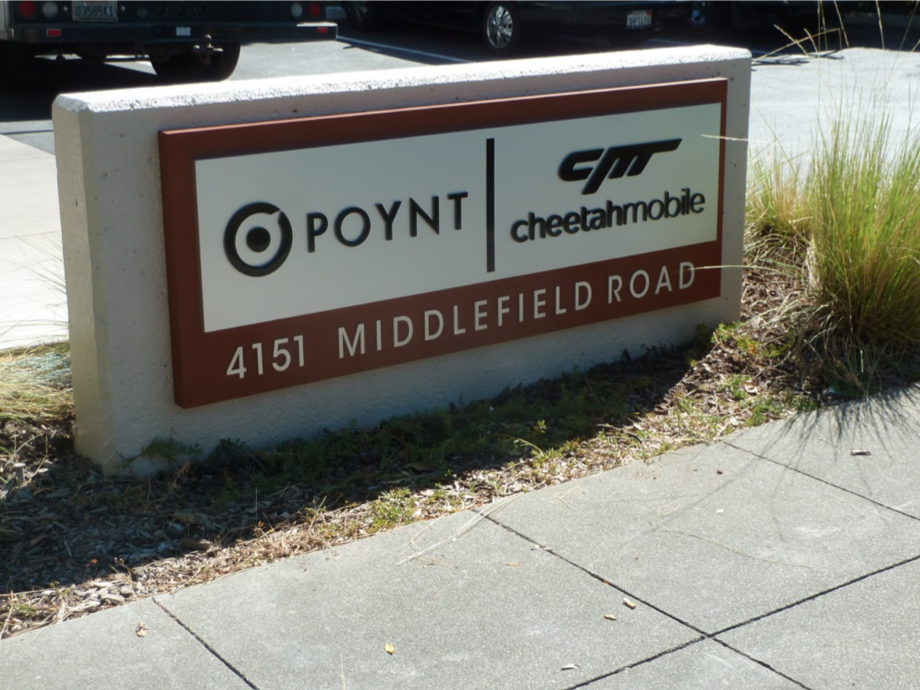 POYNT
cm
cheetahmobile
4151 MIDDLEFIELD ROAD